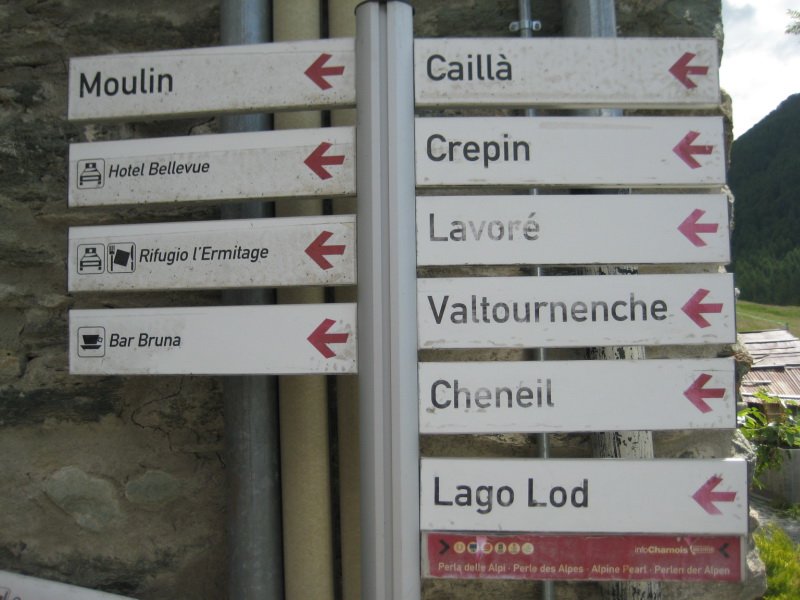 Moulin
Hotel Bellevue
Rifugio l'Ermitage
Bar Bruna
Caillà
Crepin
Lavoré
Valtournenche
Cheneil
Lago Lod
infoChamois
Perla delle Alpi - Perle des Alpes - Alpine Pearl - Perlen der Alpen